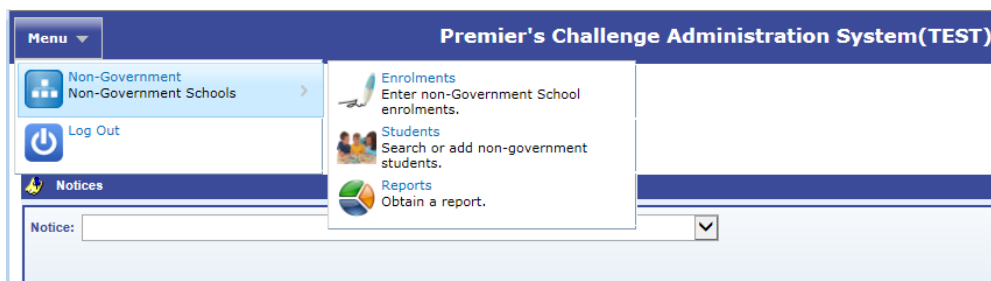 Menu
Premier's Challenge Administration System(TEST)
Non-Government
Non-Government Schools
Log Out
Enrolments
Enter non-Government School
enrolments.
Students
Search or add non-government
students.
Reports
Obtain a report.
Notices
Notice: